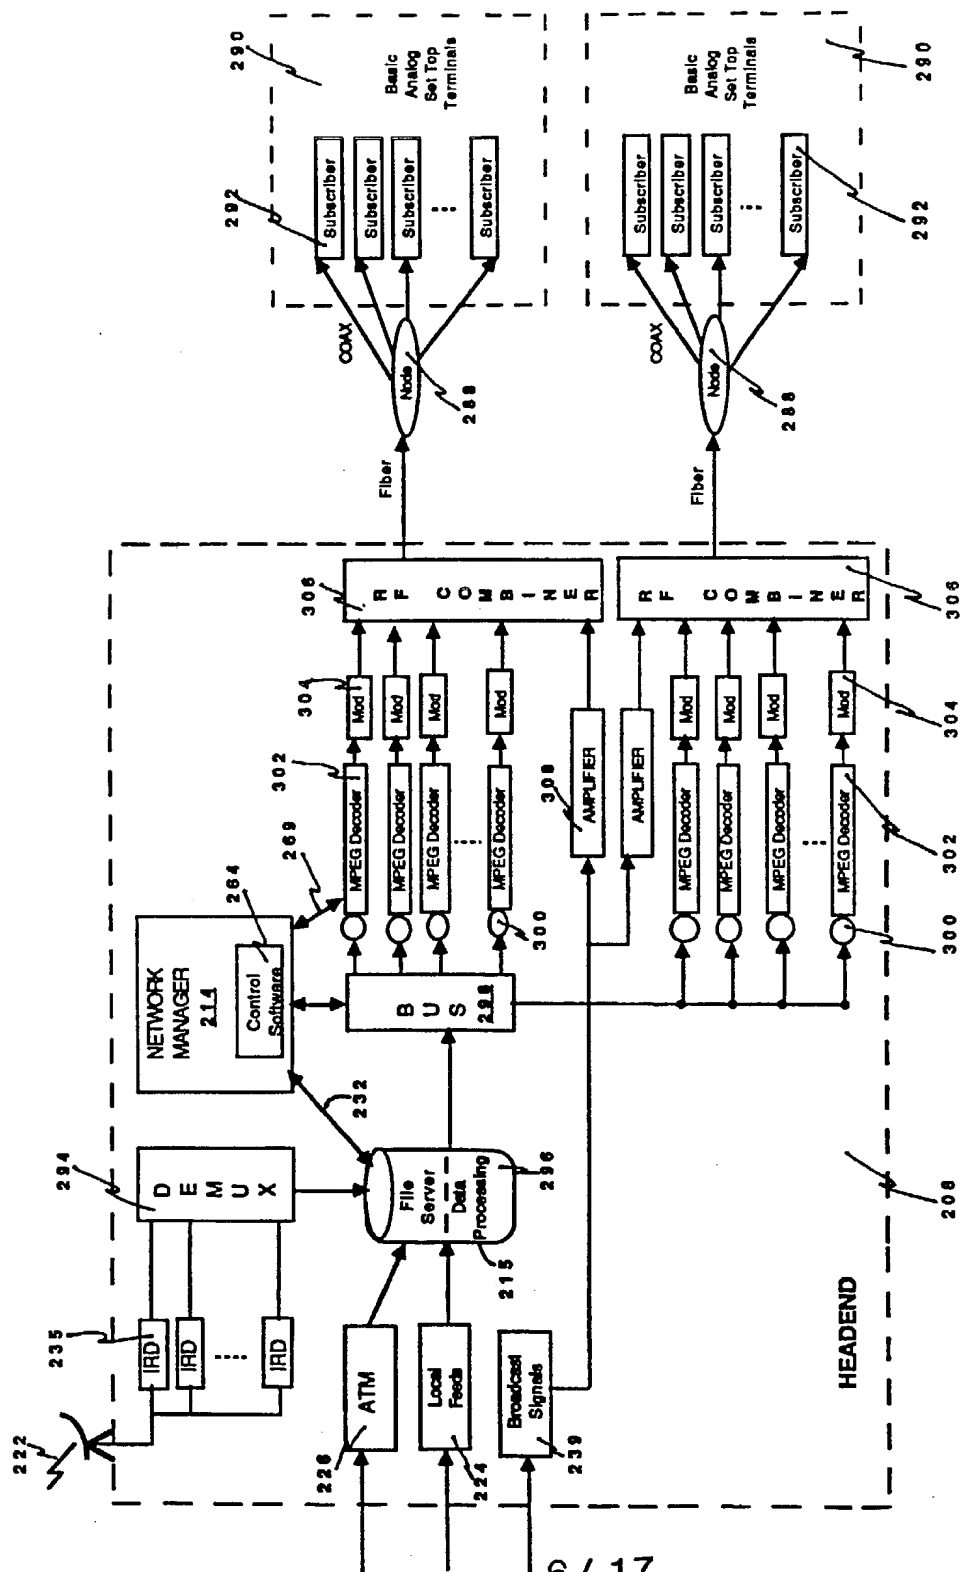 222
235
IRD
IRD
IRD
294
DEMUX
226
ATM
224
Local
Feeds
239
Broadcast
Signals
File
Server
Data
Processing
215
296
232
NETWORK
MANAGER
214
Control
Software
264
269
BUS
298
300
302
MPEG Decoder
MPEG Decoder
MPEG Decoder
MPEG Decoder
304
Mod
Mod
Mod
Mod
306
RF COMBINER
308
AMPLIFIER
AMPLIFIER
300
MPEG Decoder
MPEG Decoder
MPEG Decoder
MPEG Decoder
302
Mod
Mod
Mod
Mod
304
RF COMBINER
306
HEADEND
208
Fiber
Node
288
COAX
292
Subscriber
Subscriber
Subscriber
Subscriber
Basic
Analog
Set Top
Terminals
290
Fiber
Node
288
COAX
Subscriber
Subscriber
Subscriber
Subscriber
292
Basic
Analog
Set Top
Terminals
290
6/17